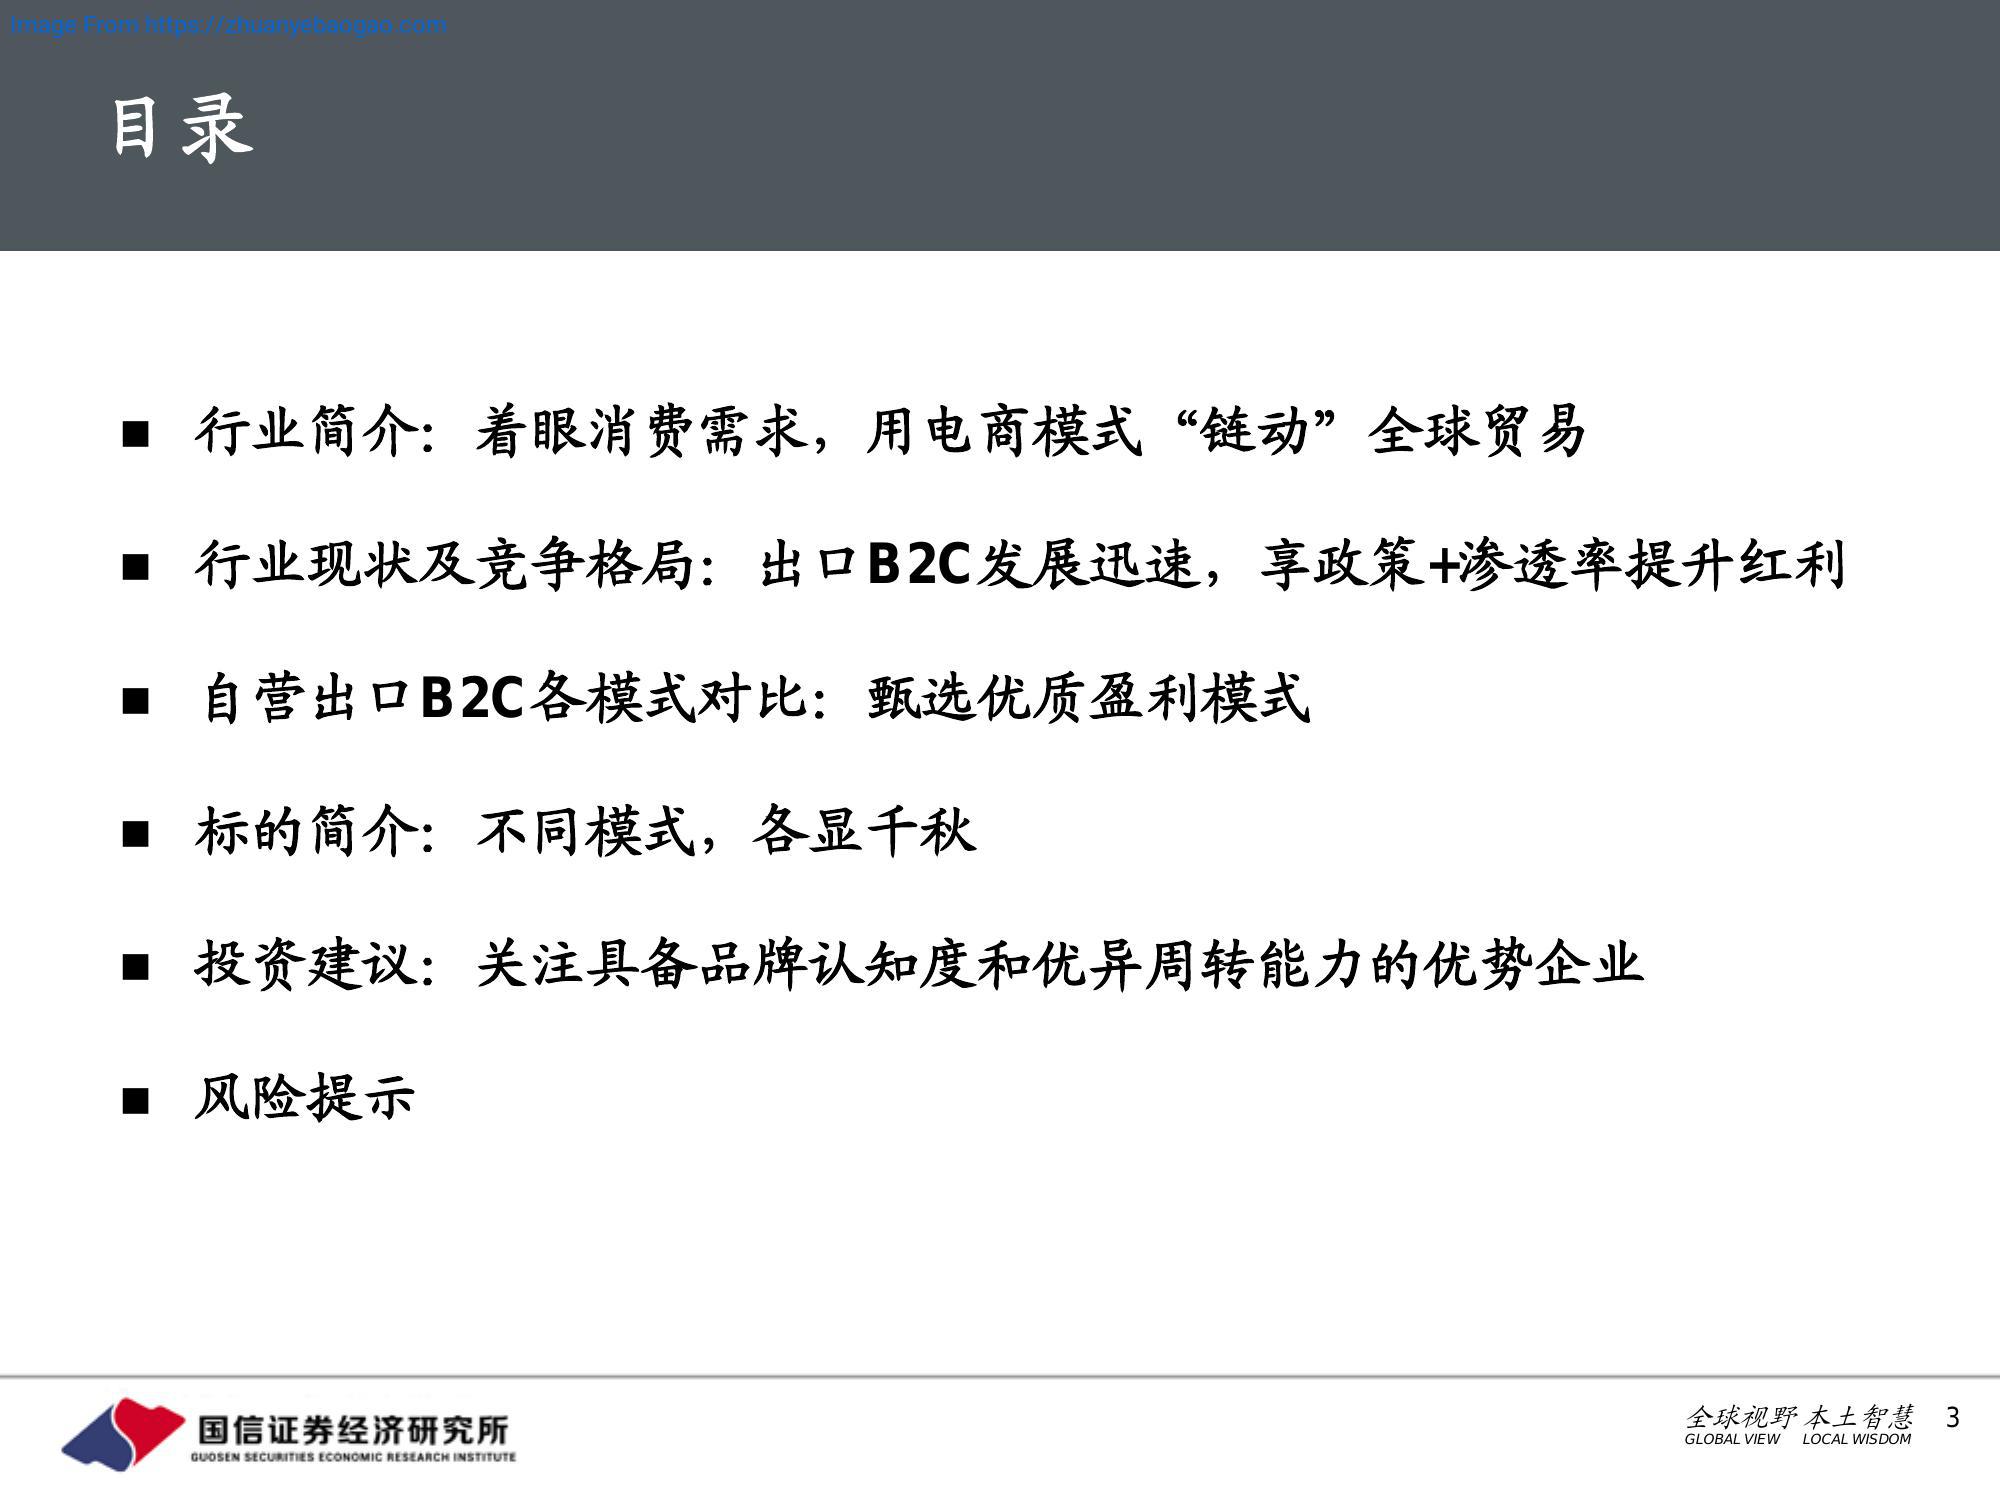 Image From https://zhuanyebaogao.com
目录
■ 行业简介：着眼消费需求，用电商模式“链动”全球贸易
■ 行业现状及竞争格局：出口B2C发展迅速，享政策+渗透率提升红利
■ 自营出口B2C各模式对比：甄选优质盈利模式
■ 标的简介：不同模式，各显千秋
■ 投资建议：关注具备品牌认知度和优异周转能力的优势企业
■ 风险提示
国信证券经济研究所
GUOSEN SECURITIES ECONOMIC RESEARCH INSTITUTE
全球视野 本土智慧 3
GLOBAL VIEW LOCAL WISDOM